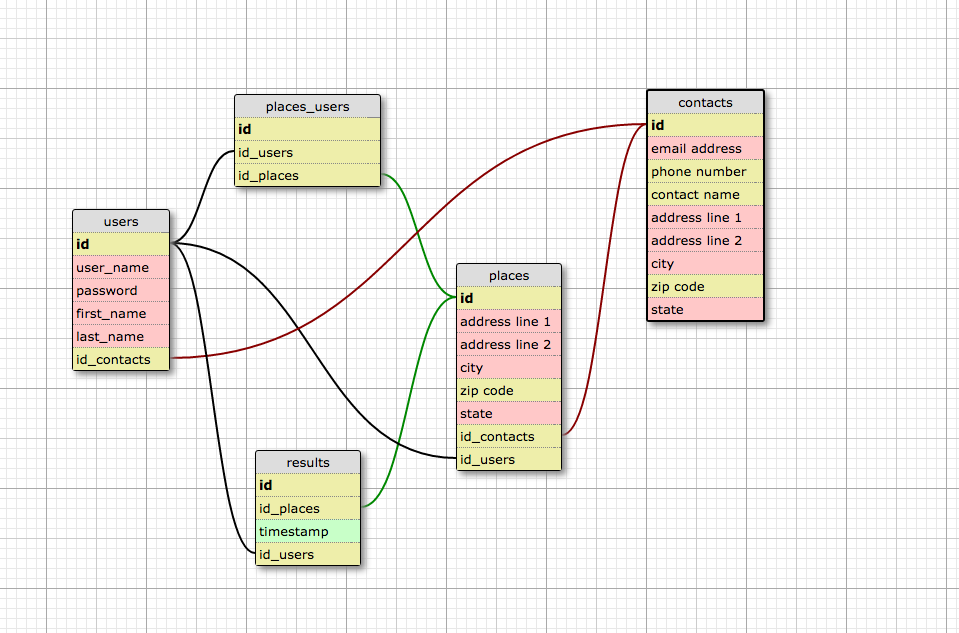 places_users
id
id_users
id_places
contacts
id
email address
phone number
contact name
address line 1
address line 2
city
zip code
state
users
id
user_name
password
first_name
last_name
id_contacts
places
id
address line 1
address line 2
city
zip code
state
id_contacts
id_users
results
id
id_places
timestamp
id_users